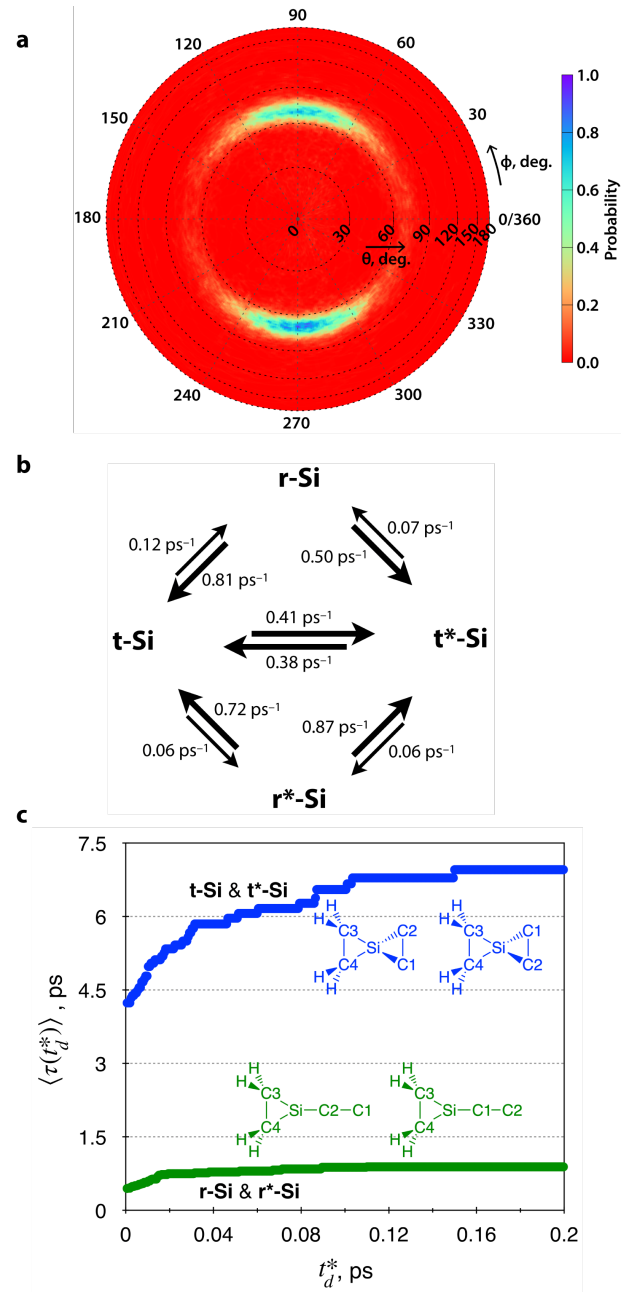 a
90
120
60
150
30
ϕ, deg.
180
0
30
60
90
120
150
180
0/360
θ, deg.
210
330
240
300
270
1.0
0.8
0.6
0.4
0.2
0.0
Probability
b
r-Si
0.12 ps⁻¹
0.81 ps⁻¹
0.07 ps⁻¹
0.50 ps⁻¹
t-Si
0.41 ps⁻¹
0.38 ps⁻¹
t*-Si
0.72 ps⁻¹
0.06 ps⁻¹
0.87 ps⁻¹
0.06 ps⁻¹
r*-Si
c
7.5
6
4.5
3
1.5
0
⟨τ(t*d)⟩, ps
t-Si & t*-Si
H
H
C3
C4
Si
C2
C1
H
H
H
H
C3
C4
Si
C1
C2
H
H
H
H
C3
C4
Si
C2
C1
H
H
H
H
C3
C4
Si
C1
C2
H
H
r-Si & r*-Si
0
0.04
0.08
0.12
0.16
0.2
t*d, ps